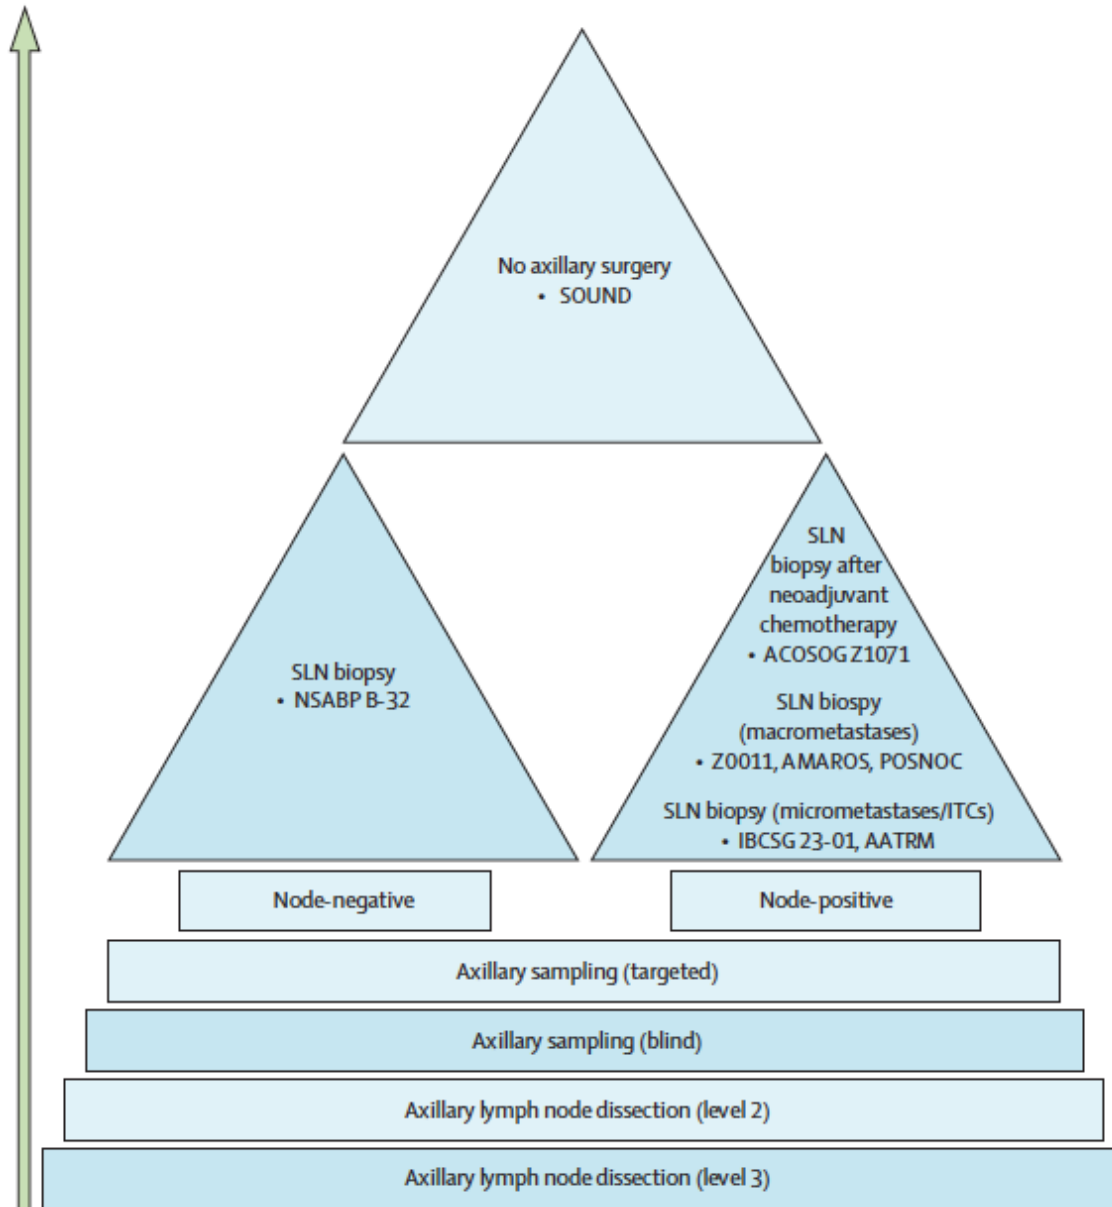 No axillary surgery
• SOUND
SLN biopsy
• NSABP B-32
SLN
biopsy after
neoadjuvant
chemotherapy
• ACOSOG Z1071
SLN biospy
(macrometastases)
• Z0011, AMAROS, POSNOC
SLN biopsy (micrometastases/ITCs)
• IBCSG 23-01, AATRM
Node-negative
Node-positive
Axillary sampling (targeted)
Axillary sampling (blind)
Axillary lymph node dissection (level 2)
Axillary lymph node dissection (level 3)